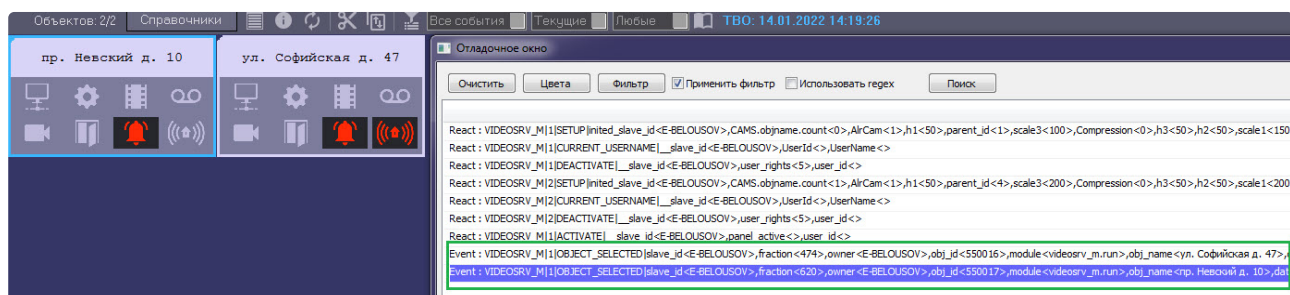 Объектов: 2/2 Справочники Все события Текущие Любые ТВО: 14.01.2022 14:19:26
пр. Невский д. 10 ул. Софийская д. 47
Отладочное окно
Очистить Цвета Фильтр Применить фильтр Использовать regex Поиск
React : VIDEOSRV_M|1|SETUP|inited_slave_id<E-BELOUSOV>,CAMS.objname.count<0>,AlrCam<1>,h1<50>,parent_id<1>,scale3<100>,Compression<0>,h3<50>,h2<50>,scale1<150
React : VIDEOSRV_M|1|CURRENT_USERNAME|__slave_id<E-BELOUSOV>,UserId<>,UserName<>
React : VIDEOSRV_M|1|DEACTIVATE|__slave_id<E-BELOUSOV>,user_rights<5>,user_id<>
React : VIDEOSRV_M|2|SETUP|inited_slave_id<E-BELOUSOV>,CAMS.objname.count<1>,AlrCam<1>,h1<50>,parent_id<4>,scale3<200>,Compression<0>,h3<50>,h2<50>,scale1<200
React : VIDEOSRV_M|2|CURRENT_USERNAME|__slave_id<E-BELOUSOV>,UserId<>,UserName<>
React : VIDEOSRV_M|2|DEACTIVATE|__slave_id<E-BELOUSOV>,user_rights<5>,user_id<>
React : VIDEOSRV_M|1|ACTIVATE|__slave_id<E-BELOUSOV>,panel_active<>,user_id<>
Event : VIDEOSRV_M|1|OBJECT_SELECTED|slave_id<E-BELOUSOV>,fraction<474>,owner<E-BELOUSOV>,obj_id<550016>,module<videosrv_m.run>,obj_name<ул. Софийская д. 47>,
Event : VIDEOSRV_M|1|OBJECT_SELECTED|slave_id<E-BELOUSOV>,fraction<620>,owner<E-BELOUSOV>,obj_id<550017>,module<videosrv_m.run>,obj_name<пр. Невский д. 10>,dat